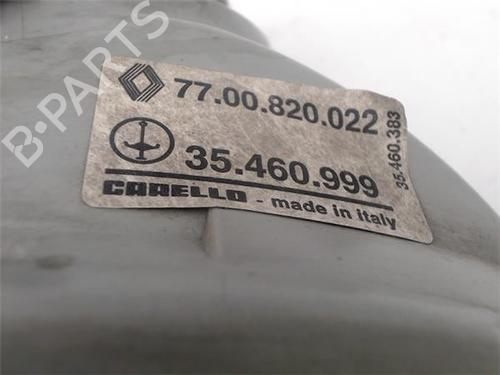 77.00.820.022
35.460.999
CARELLO - made in italy
35.460.383
B-PARTS